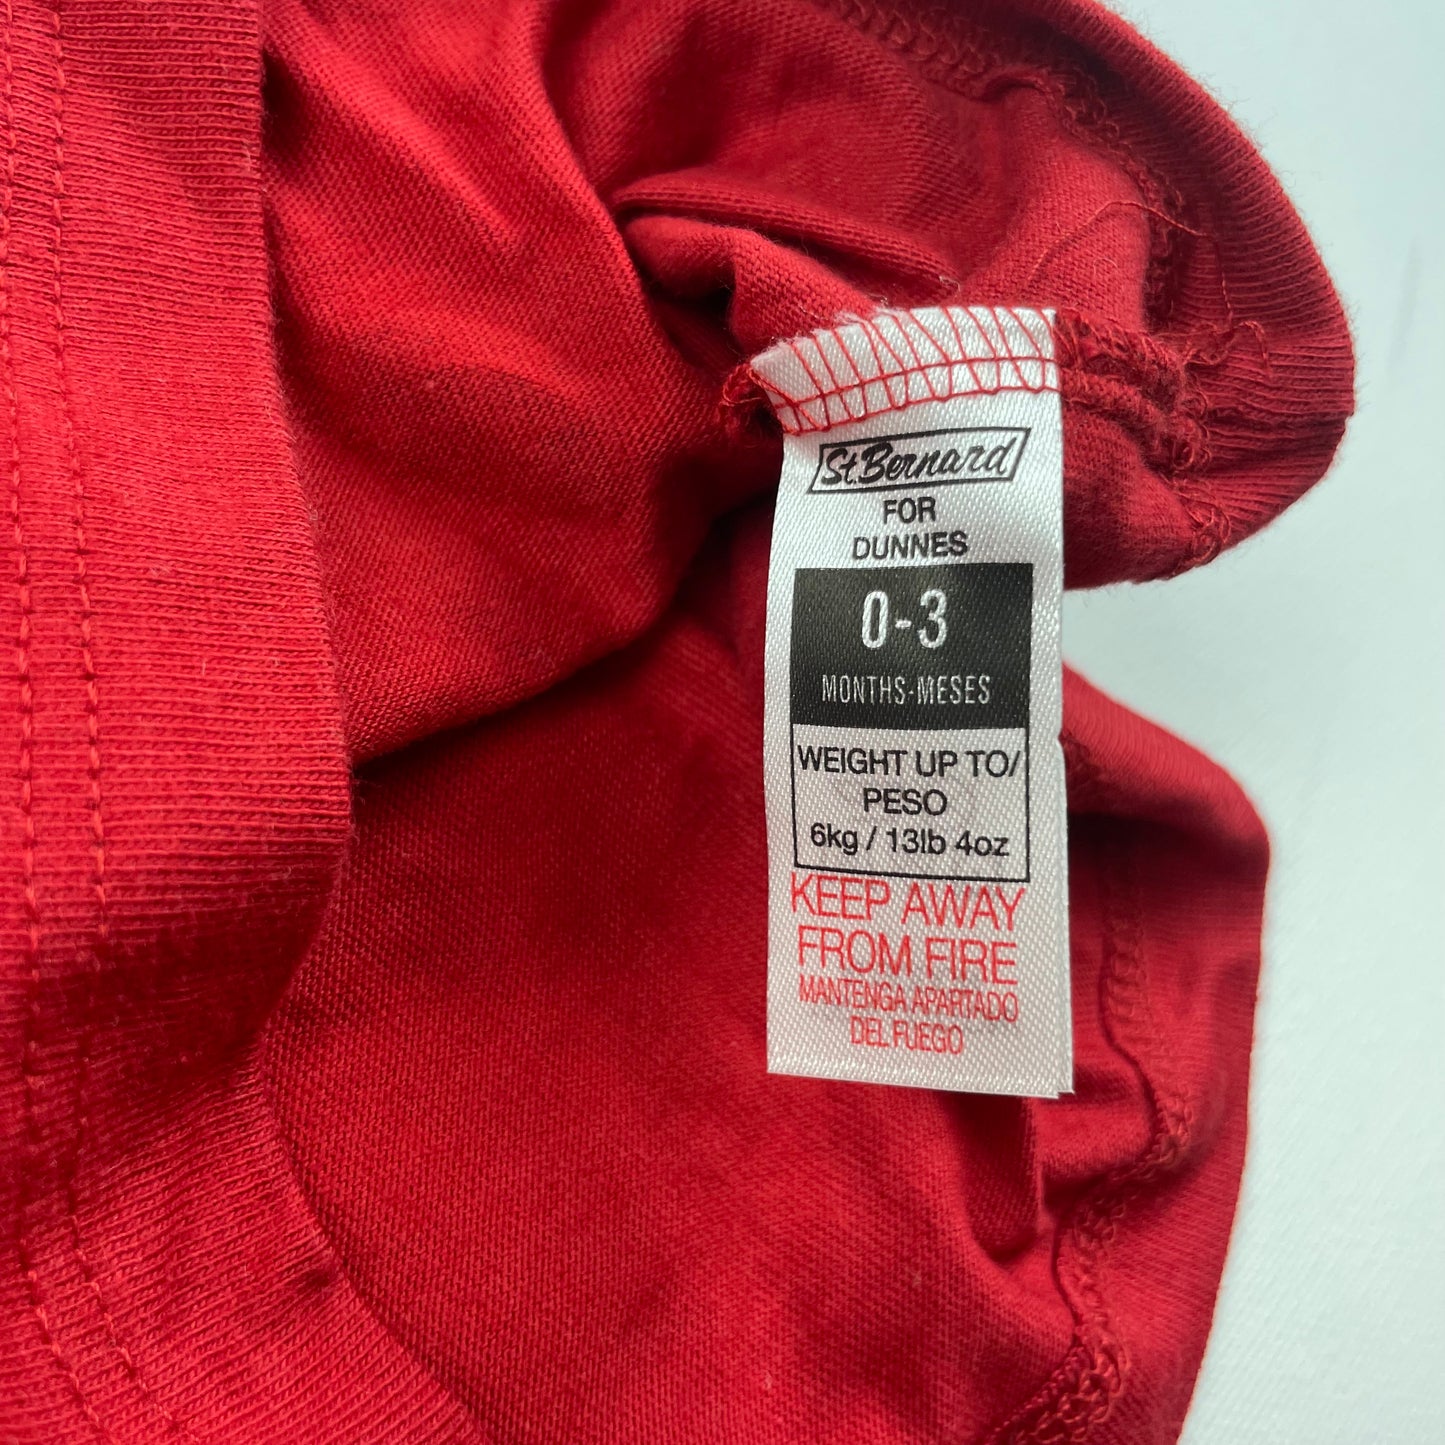 St. Bernard
FOR
DUNNES
0-3
MONTHS-MESES
WEIGHT UP TO/
PESO
6kg / 13lb 4oz
KEEP AWAY
FROM FIRE
MANTENGA APARTADO
DEL FUEGO